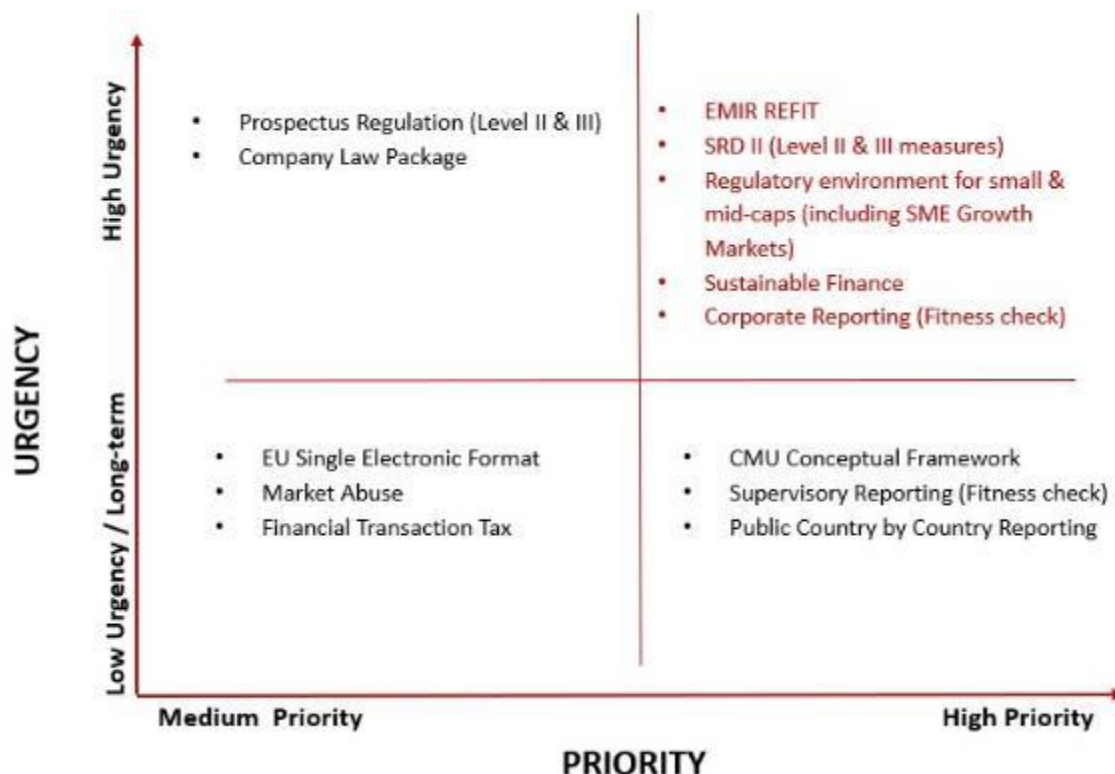 URGENCY
High Urgency
Low Urgency / Long-term
• Prospectus Regulation (Level II & III)
• Company Law Package
• EMIR REFIT
• SRD II (Level II & III measures)
• Regulatory environment for small &
mid-caps (including SME Growth
Markets)
• Sustainable Finance
• Corporate Reporting (Fitness check)
• EU Single Electronic Format
• Market Abuse
• Financial Transaction Tax
• CMU Conceptual Framework
• Supervisory Reporting (Fitness check)
• Public Country by Country Reporting
Medium Priority
High Priority
PRIORITY